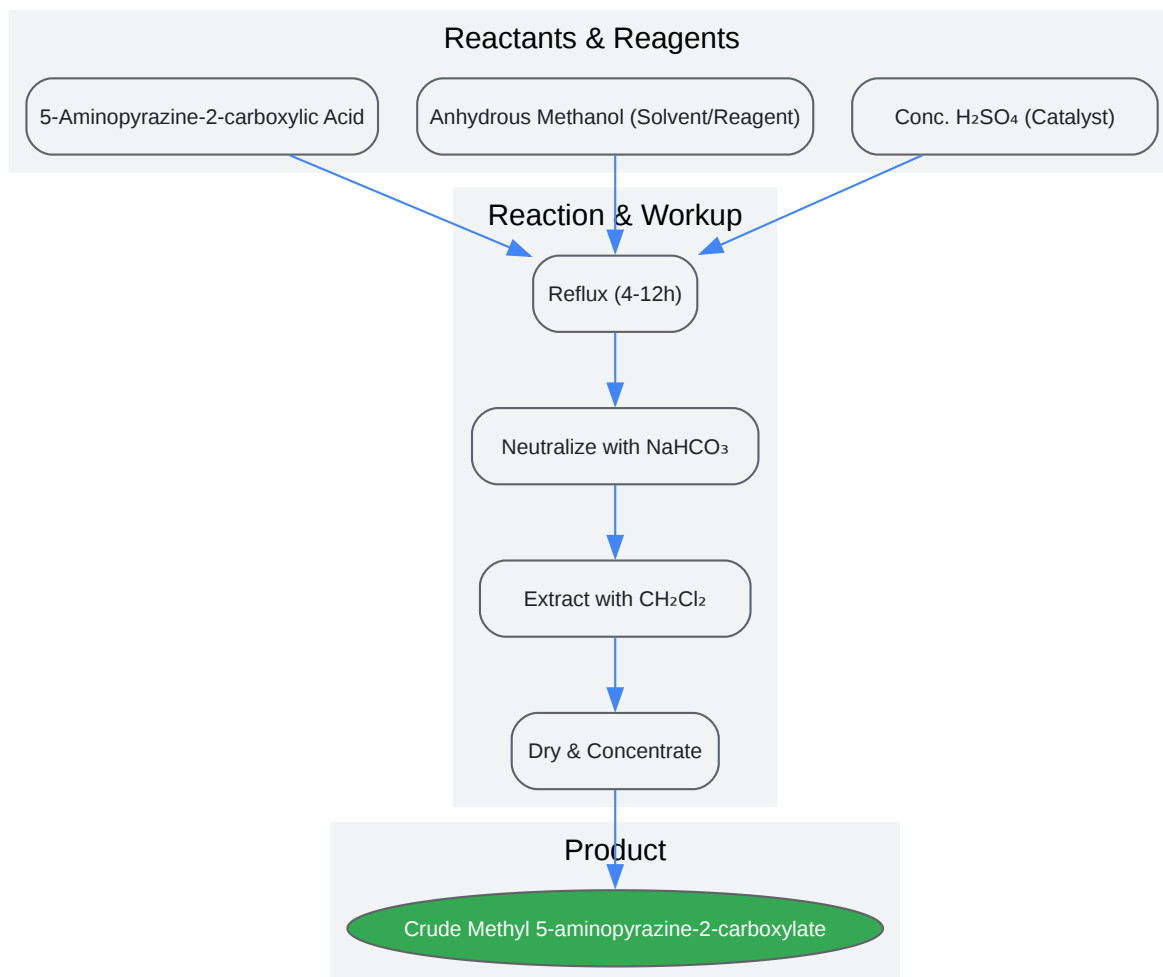 Reactants & Reagents
5-Aminopyrazine-2-carboxylic Acid
Anhydrous Methanol (Solvent/Reagent)
Conc. H₂SO₄ (Catalyst)
Reaction & Workup
Reflux (4-12h)
Neutralize with NaHCO₃
Extract with CH₂Cl₂
Dry & Concentrate
Product
Crude Methyl 5-aminopyrazine-2-carboxylate